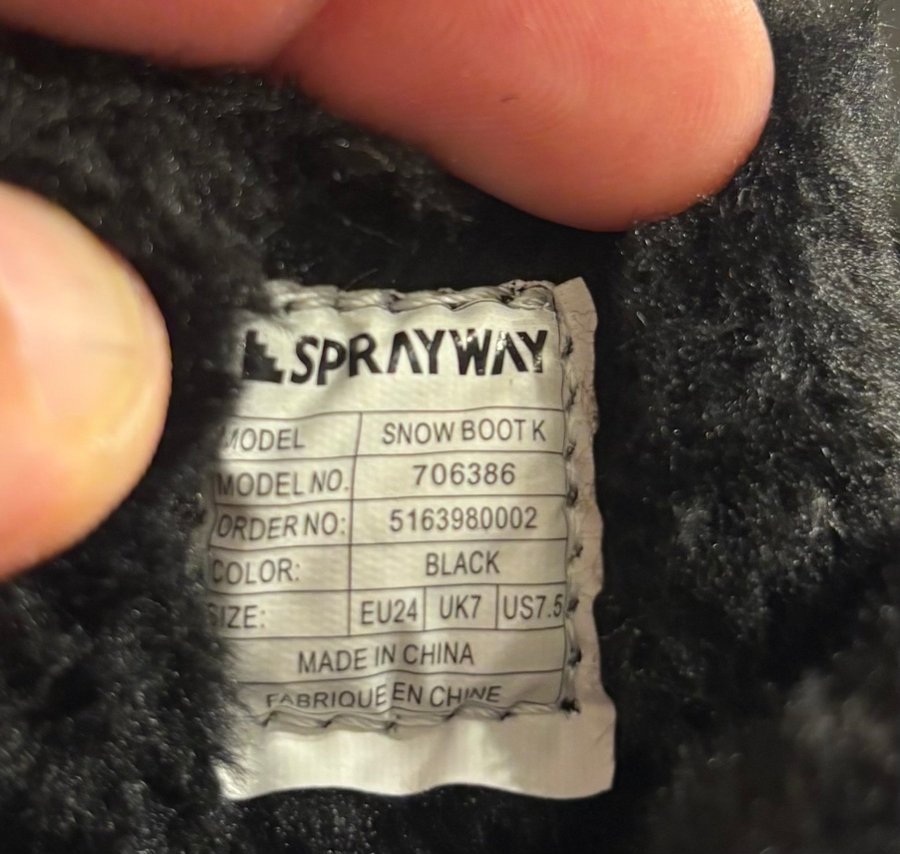 SPRAYWAY
MODEL SNOW BOOT K
MODEL NO. 706386
ORDER NO: 5163980002
COLOR: BLACK
SIZE: EU24 UK7 US7.5
MADE IN CHINA
FABRIQUE EN CHINE